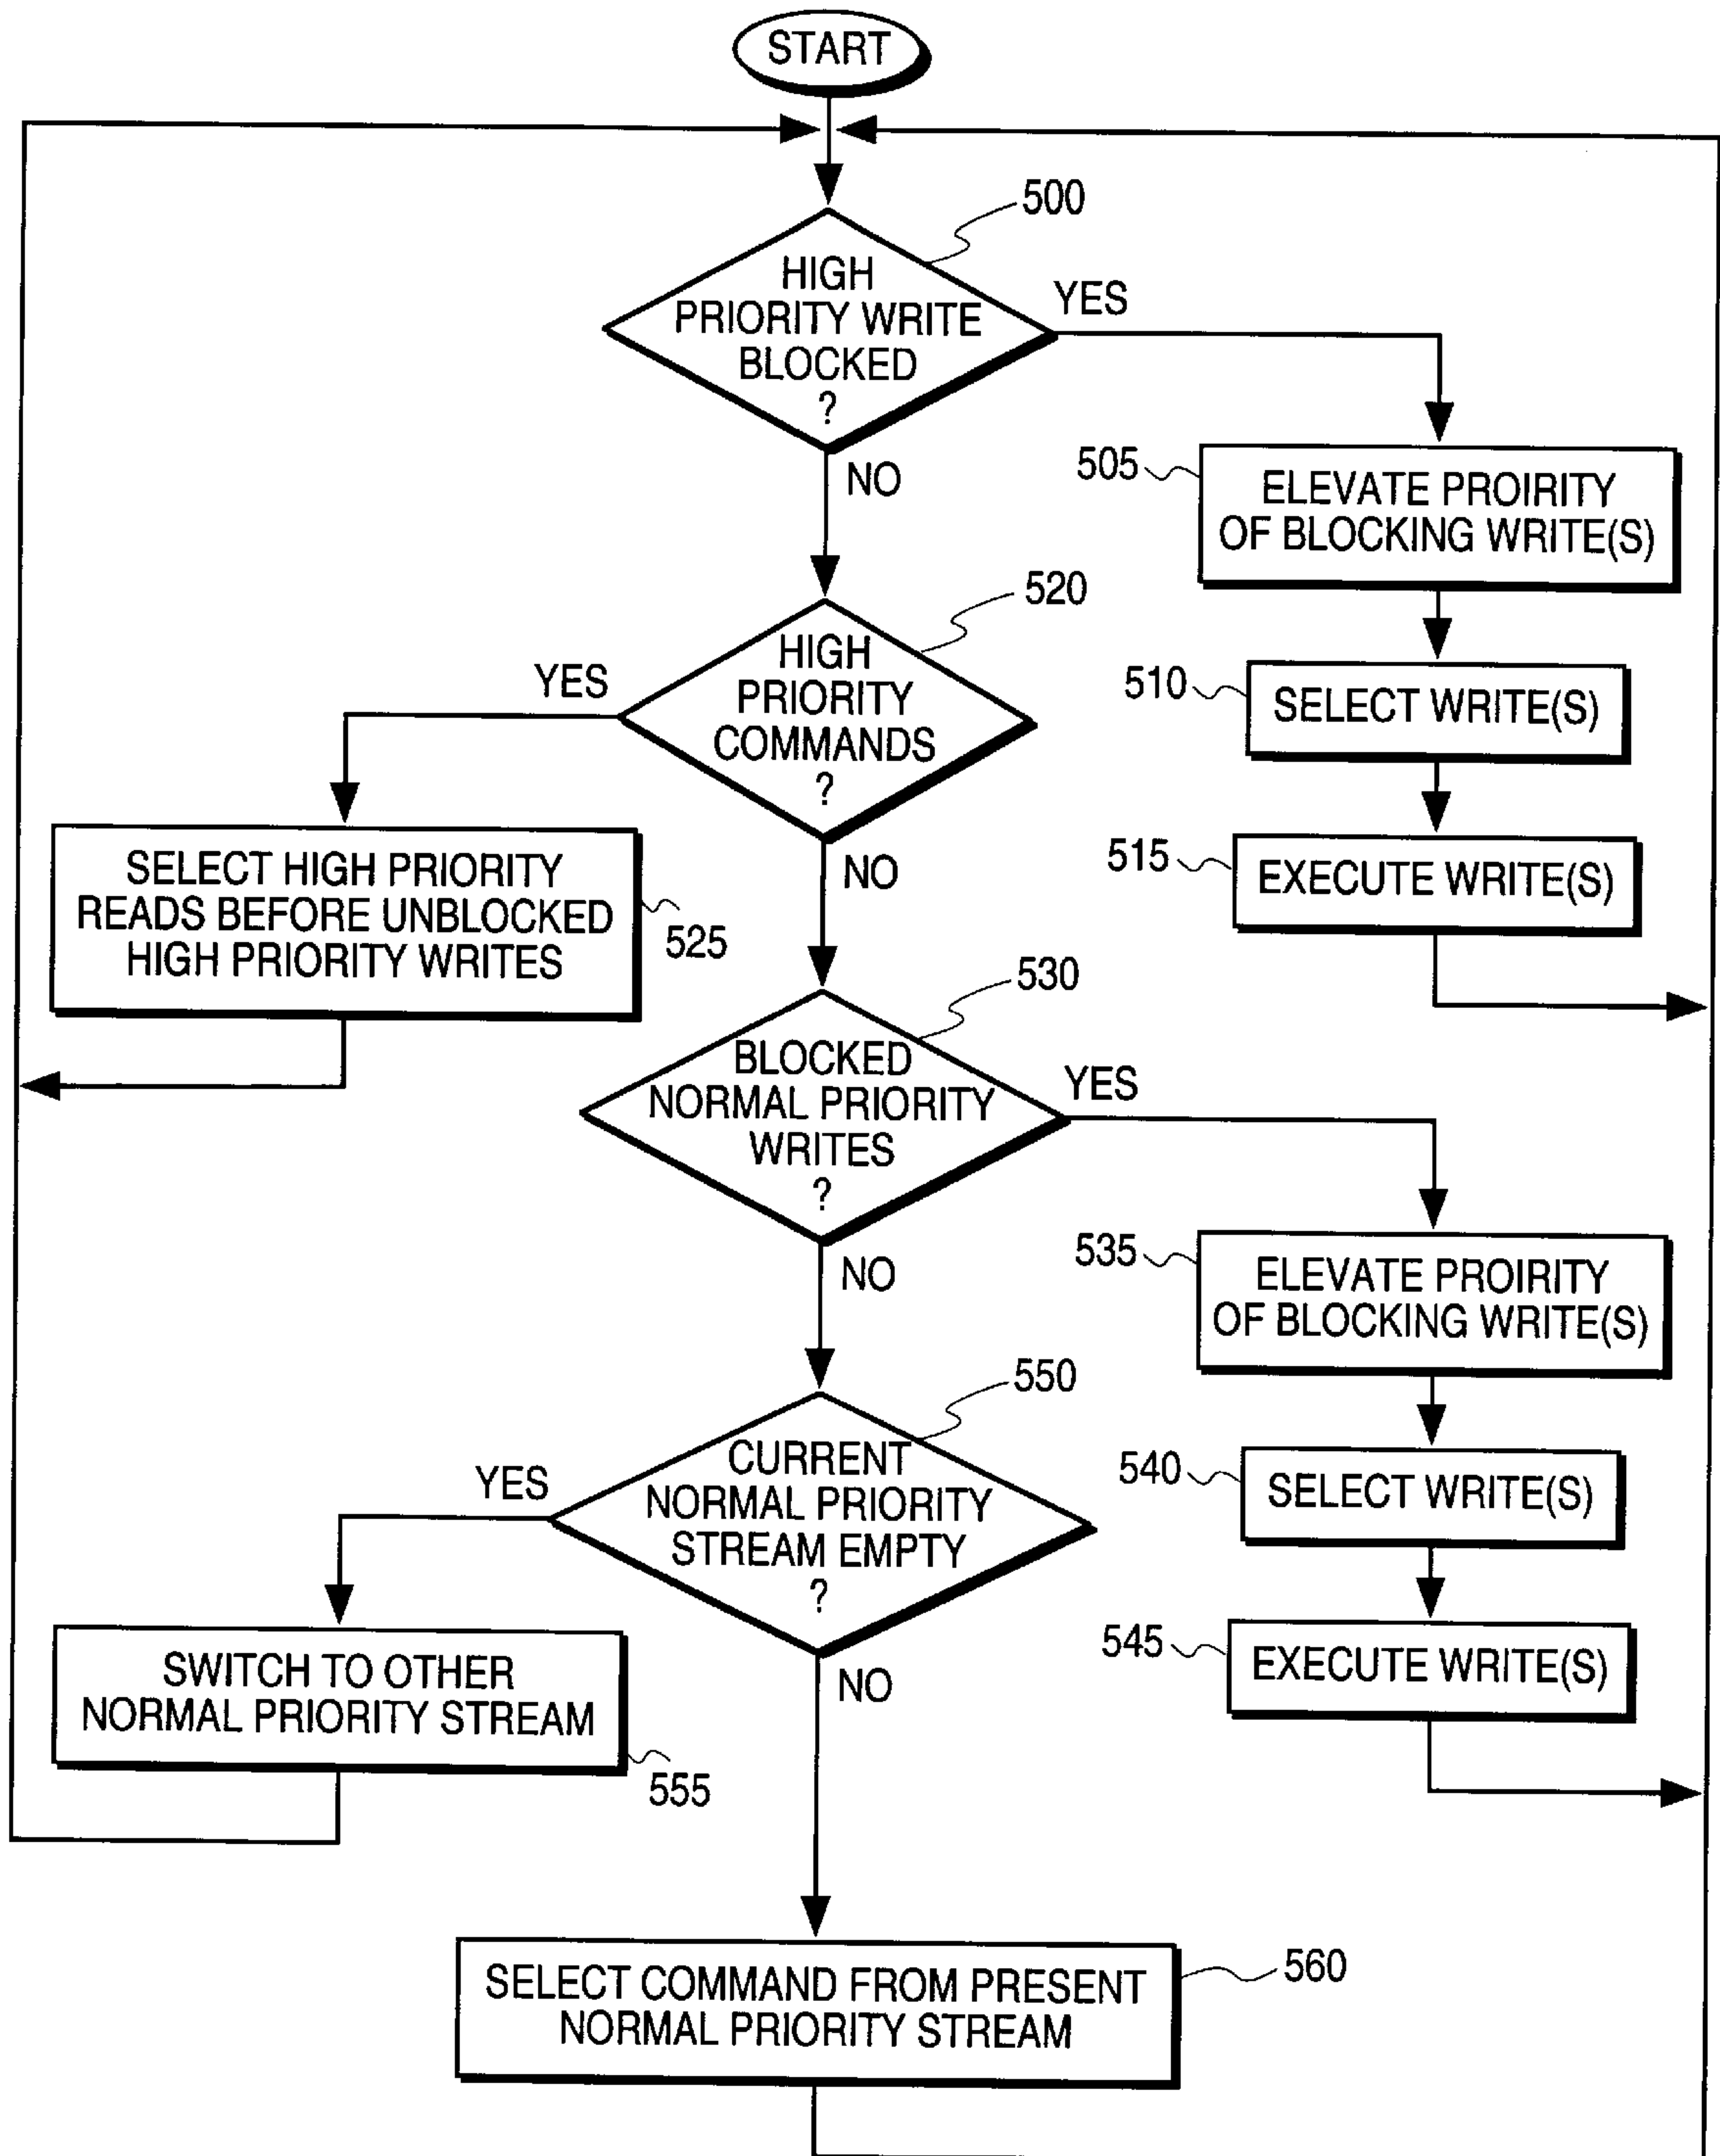 START
500
HIGH
PRIORITY WRITE
BLOCKED
?
YES
NO
505
ELEVATE PROIRITY
OF BLOCKING WRITE(S)
510
SELECT WRITE(S)
515
EXECUTE WRITE(S)
520
HIGH
PRIORITY
COMMANDS
?
YES
NO
SELECT HIGH PRIORITY
READS BEFORE UNBLOCKED
HIGH PRIORITY WRITES
525
530
BLOCKED
NORMAL PRIORITY
WRITES
?
YES
NO
535
ELEVATE PROIRITY
OF BLOCKING WRITE(S)
540
SELECT WRITE(S)
545
EXECUTE WRITE(S)
550
CURRENT
NORMAL PRIORITY
STREAM EMPTY
?
YES
NO
SWITCH TO OTHER
NORMAL PRIORITY STREAM
555
560
SELECT COMMAND FROM PRESENT
NORMAL PRIORITY STREAM